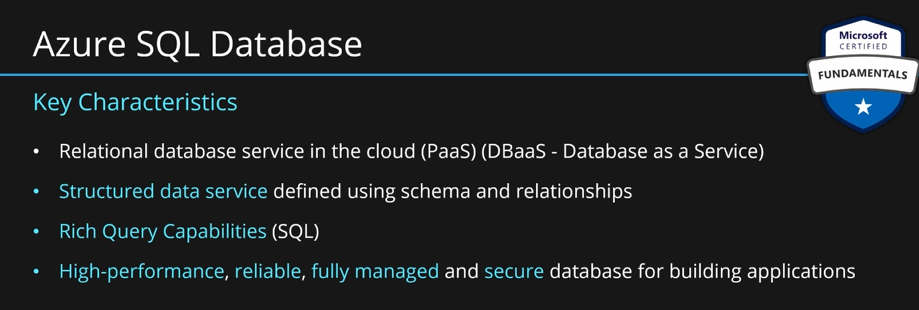 Azure SQL Database
Microsoft
CERTIFIED
FUNDAMENTALS
Key Characteristics
• Relational database service in the cloud (PaaS) (DBaaS - Database as a Service)
• Structured data service defined using schema and relationships
• Rich Query Capabilities (SQL)
• High-performance, reliable, fully managed and secure database for building applications